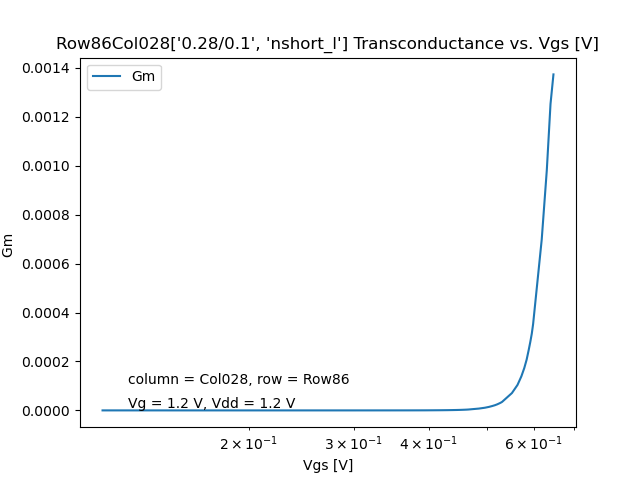 Row86Col028['0.28/0.1', 'nshort_l'] Transconductance vs. Vgs [V]
Gm
0.0014
0.0012
0.0010
0.0008
0.0006
0.0004
0.0002
0.0000
Gm
column = Col028, row = Row86
Vg = 1.2 V, Vdd = 1.2 V
2 × 10⁻¹ 3 × 10⁻¹ 4 × 10⁻¹ 6 × 10⁻¹
Vgs [V]